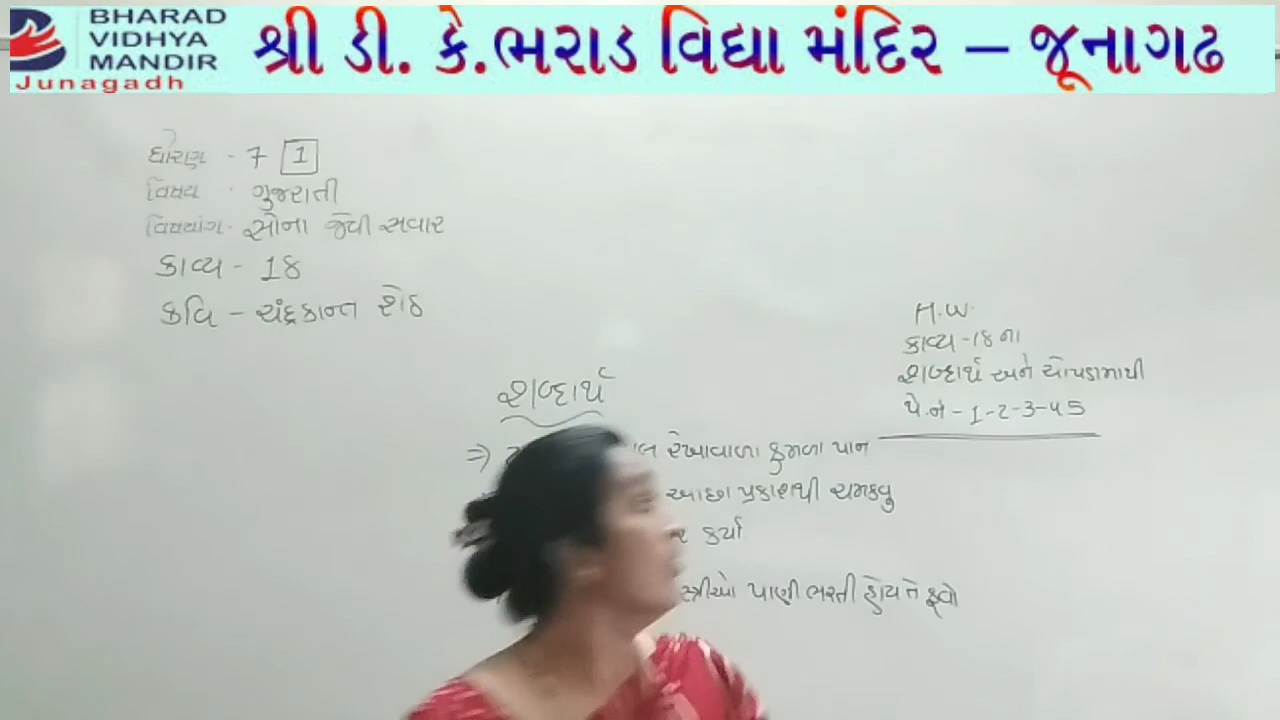 BHARAD
VIDHYA
MANDIR
Junagadh
શ્રી ડી. કે.ભરાડ વિદ્યા મંદિર – જૂનાગઢ
ધોરણ - 7 1
વિષય - ગુજરાતી
વિષયાંગ - સોના જેવી સવાર
કાવ્ય - 18
કવિ - ચંદ્રકાન્ત શેઠ
H.W.
કાવ્ય - 18 ના
શબ્દાર્થ અને ચોપડામાથી
પે.નં - 1-2-3-4 5
શબ્દાર્થ
⇒ રેખાવાળા કુમળા પાન
આછા પ્રકાશથી ચમકવુ
કર્યા
સ્ત્રીઓ પાણી ભરતી હોય તે કૂવો